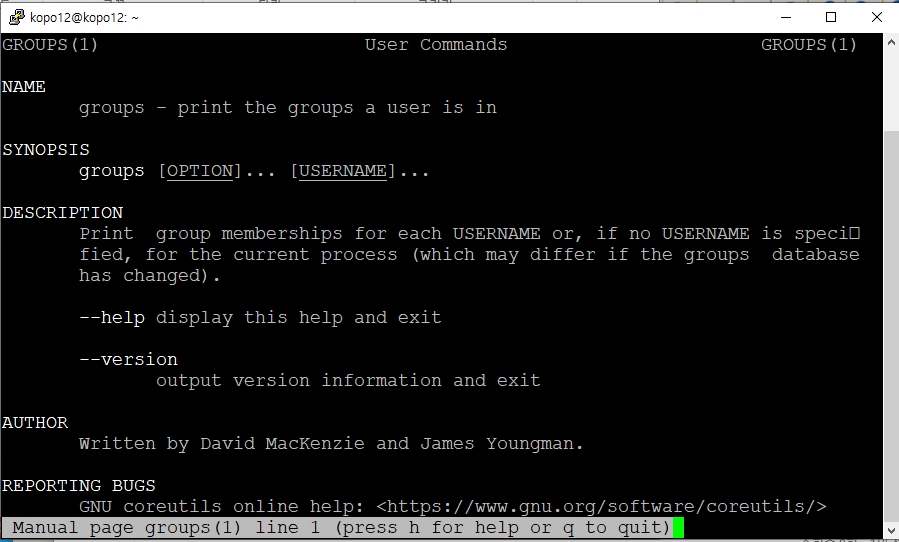 kopo12@kopo12: ~
GROUPS(1) User Commands GROUPS(1)
NAME
groups - print the groups a user is in
SYNOPSIS
groups [OPTION]... [USERNAME]...
DESCRIPTION
Print group memberships for each USERNAME or, if no USERNAME is speci□
fied, for the current process (which may differ if the groups database
has changed).
--help display this help and exit
--version
output version information and exit
AUTHOR
Written by David MacKenzie and James Youngman.
REPORTING BUGS
GNU coreutils online help: <https://www.gnu.org/software/coreutils/>
Manual page groups(1) line 1 (press h for help or q to quit)